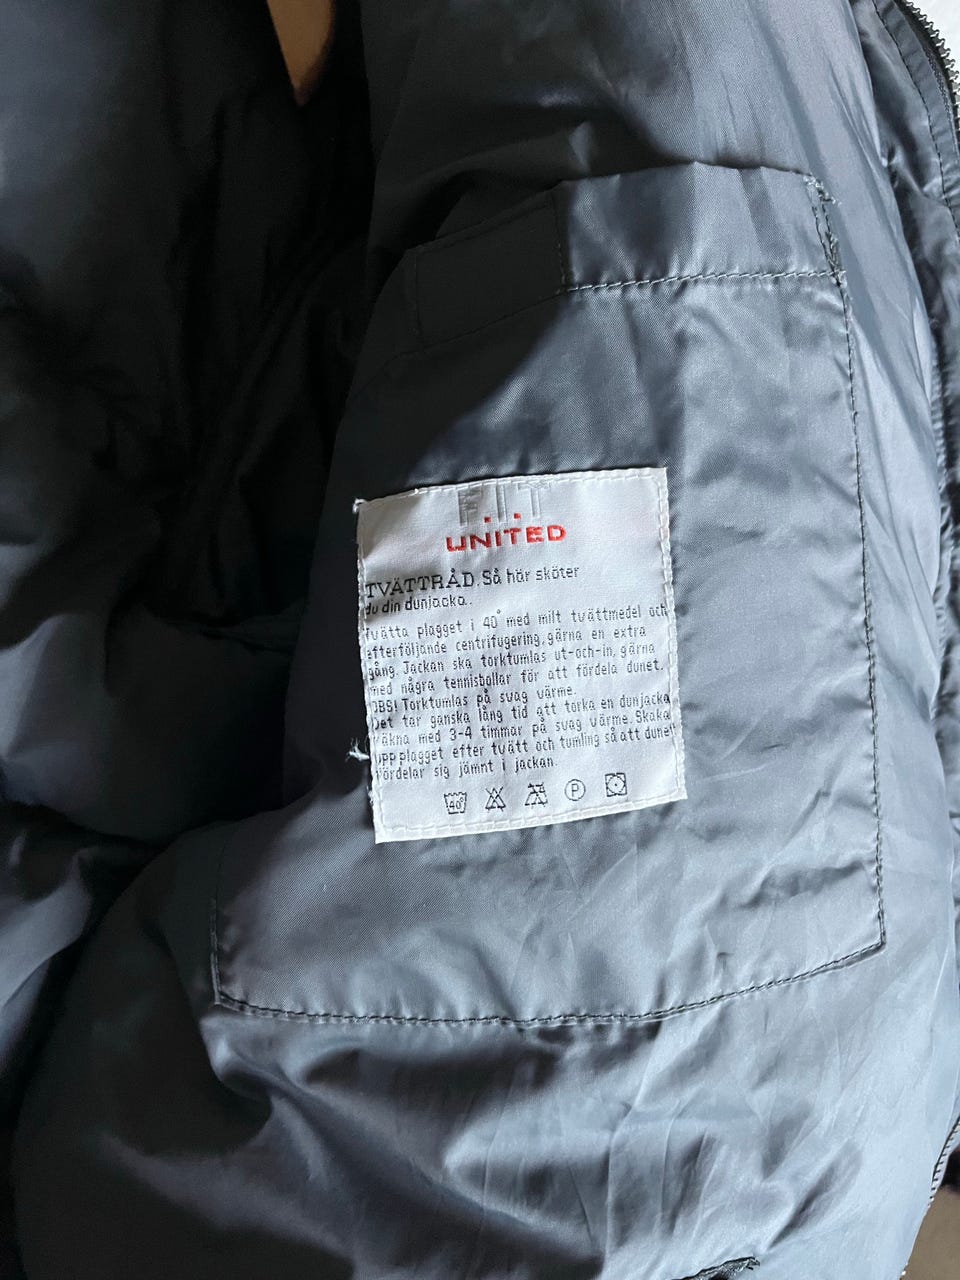 F.I.T
UNITED
TVÄTTRÅD. Så här sköter
du din dunjacka..
Tvätta plagget i 40° med milt tvättmedel och
efterföljande centrifugering, gärna en extra
gång. Jackan ska torktumlas ut-och-in, gärna
med några tennisbollar för att fördela dunet.
OBS! Torktumlas på svag värme.
Det tar ganska lång tid att torka en dunjacka
räkna med 3-4 timmar på svag värme. Skaka
UPP plagget efter tvätt och tumling så att dunet
fördelar sig jämnt i jackan.
40° P